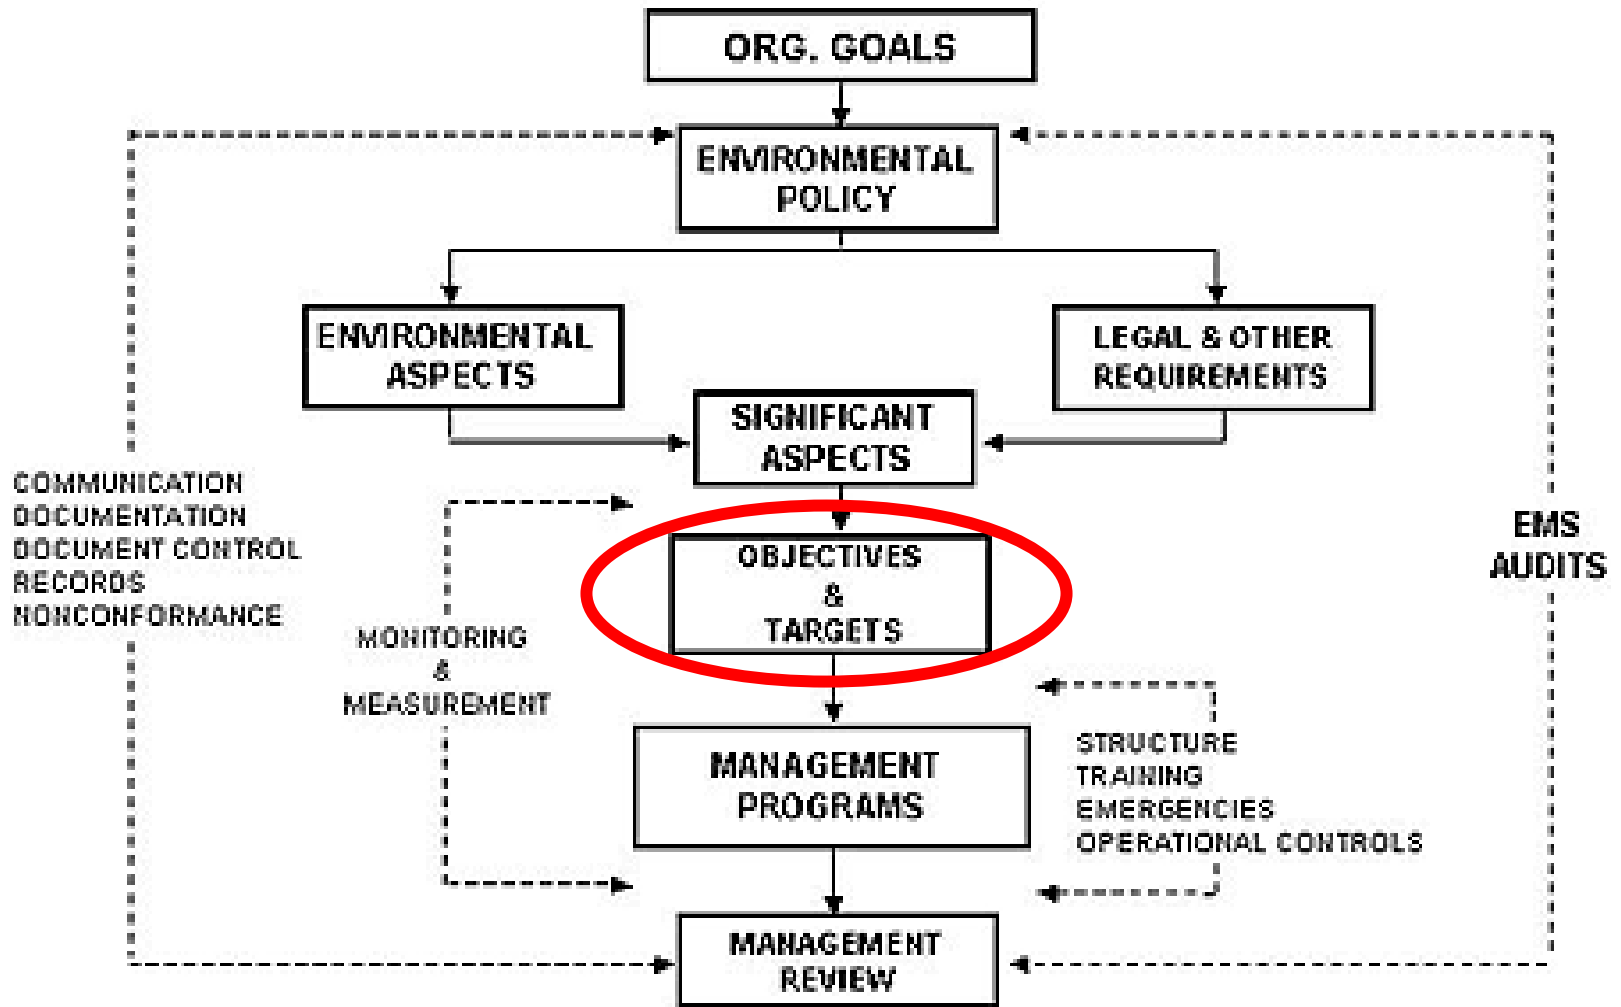 ORG. GOALS
ENVIRONMENTAL
POLICY
ENVIRONMENTAL
ASPECTS
LEGAL & OTHER
REQUIREMENTS
SIGNIFICANT
ASPECTS
COMMUNICATION
DOCUMENTATION
DOCUMENT CONTROL
RECORDS
NONCONFORMANCE
EMS
AUDITS
OBJECTIVES
&
TARGETS
MONITORING
&
MEASUREMENT
MANAGEMENT
PROGRAMS
STRUCTURE
TRAINING
EMERGENCIES
OPERATIONAL CONTROLS
MANAGEMENT
REVIEW